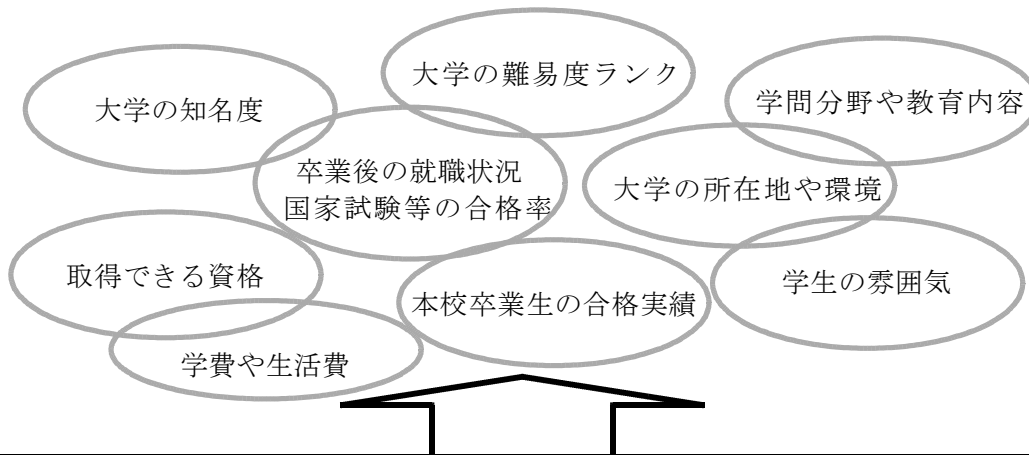 大学の難易度ランク
大学の知名度
学問分野や教育内容
卒業後の就職状況
国家試験等の合格率
大学の所在地や環境
取得できる資格
本校卒業生の合格実績
学生の雰囲気
学費や生活費